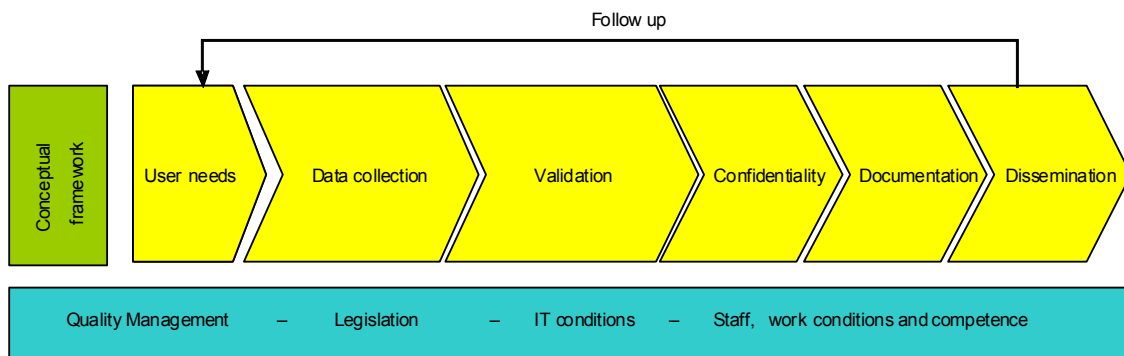 Follow up
Conceptual
framework
User needs
Data collection
Validation
Confidentiality
Documentation
Dissemination
Quality Management – Legislation – IT conditions – Staff, work conditions and competence